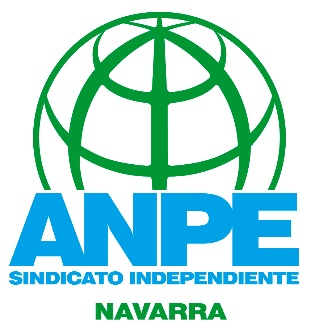 ANPE
SINDICATO INDEPENDIENTE
NAVARRA